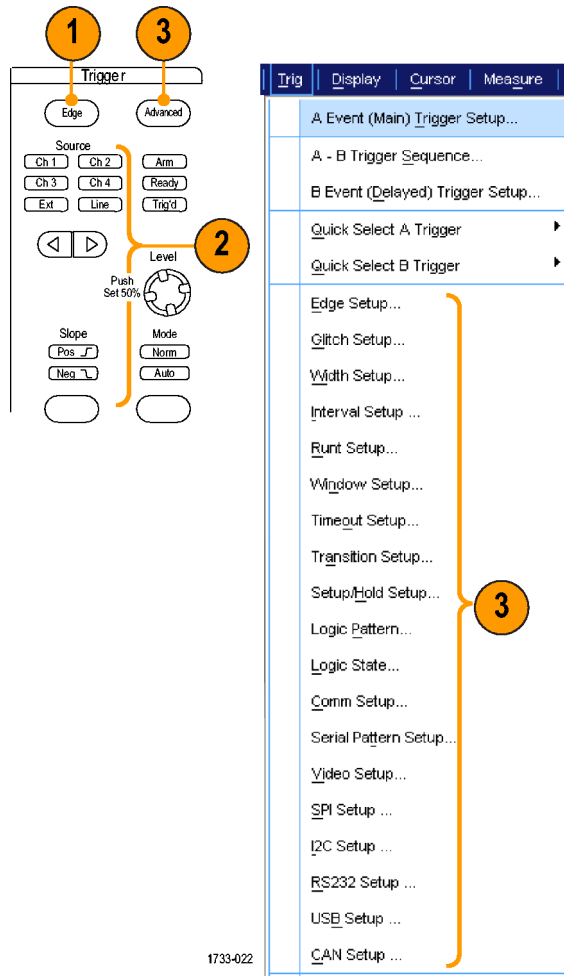 1
3
Trigger
Edge
Advanced
Source
Ch 1
Ch 2
Arm
Ch 3
Ch 4
Ready
Ext
Line
Trig'd
2
Level
Push
Set 50%
Slope
Mode
Pos
Norm
Neg
Auto
Trig | Display | Cursor | Measure |
A Event (Main) Trigger Setup...
A - B Trigger Sequence...
B Event (Delayed) Trigger Setup...
Quick Select A Trigger
Quick Select B Trigger
Edge Setup...
Glitch Setup...
Width Setup...
Interval Setup ...
Runt Setup...
Window Setup...
Timeout Setup...
Transition Setup...
Setup/Hold Setup...
3
Logic Pattern...
Logic State...
Comm Setup...
Serial Pattern Setup...
Video Setup...
SPI Setup ...
I2C Setup ...
RS232 Setup ...
USB Setup ...
CAN Setup ...
1733-022